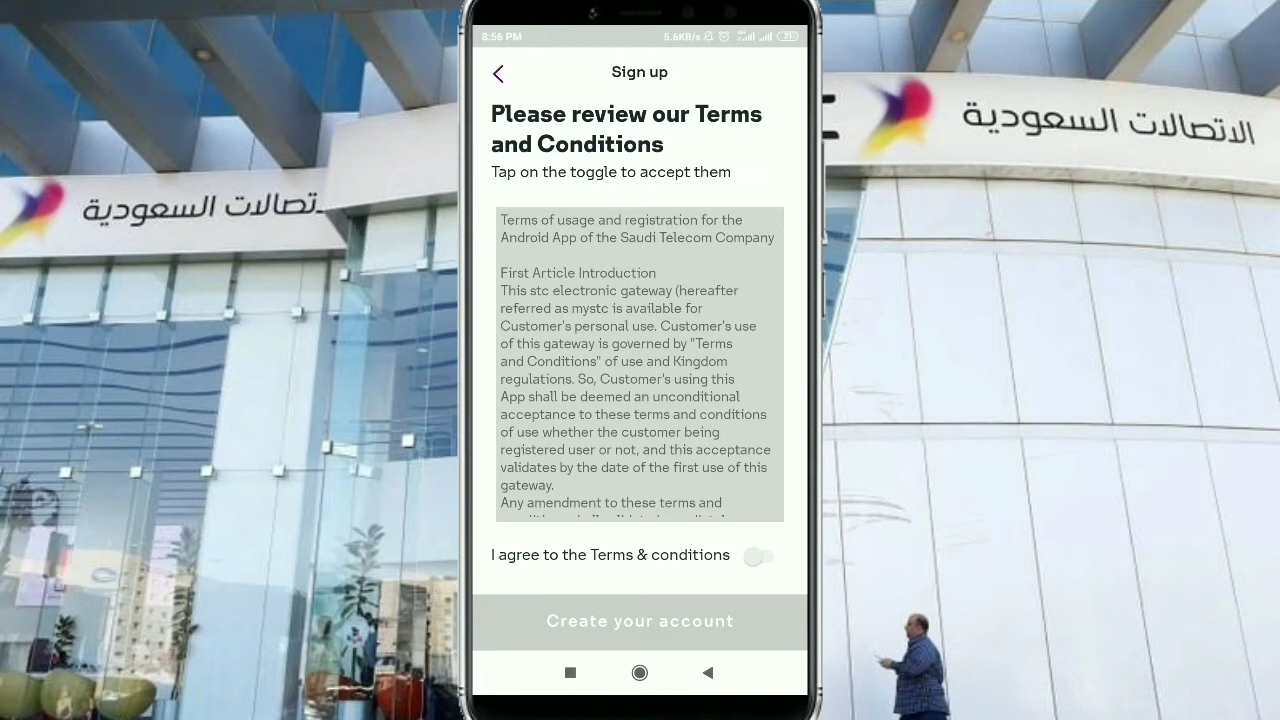 8:56 PM 5.6KB/s 21
Sign up
Please review our Terms
and Conditions
Tap on the toggle to accept them
Terms of usage and registration for the
Android App of the Saudi Telecom Company
First Article Introduction
This stc electronic gateway (hereafter
referred as mystc is available for
Customer's personal use. Customer's use
of this gateway is governed by "Terms
and Conditions" of use and Kingdom
regulations. So, Customer's using this
App shall be deemed an unconditional
acceptance to these terms and conditions
of use whether the customer being
registered user or not, and this acceptance
validates by the date of the first use of this
gateway.
Any amendment to these terms and
I agree to the Terms & conditions
Create your account
الاتصالات السعودية
تصالات السعودية